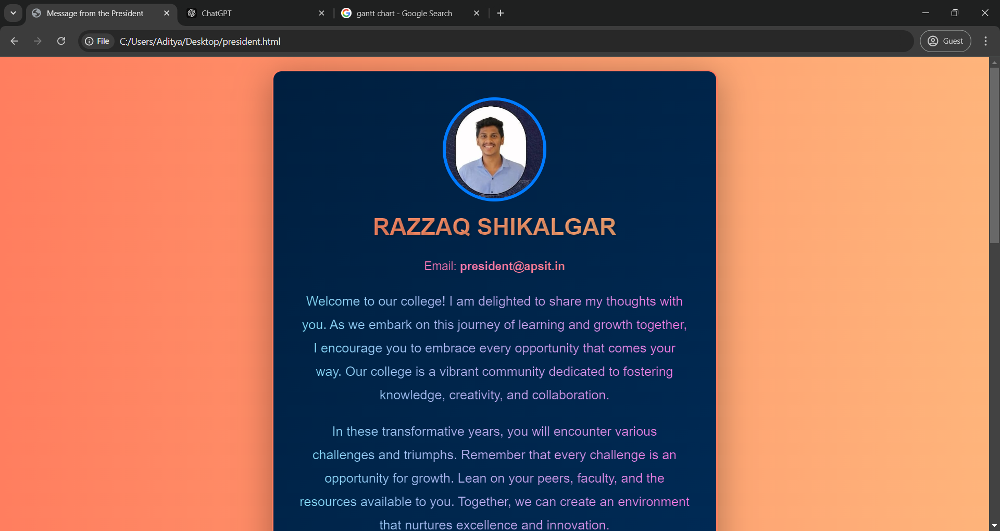 Message from the President
ChatGPT
gantt chart - Google Search
File
C:/Users/Aditya/Desktop/president.html
Guest
RAZZAQ SHIKALGAR
Email: president@apsit.in
Welcome to our college! I am delighted to share my thoughts with
you. As we embark on this journey of learning and growth together,
I encourage you to embrace every opportunity that comes your
way. Our college is a vibrant community dedicated to fostering
knowledge, creativity, and collaboration.
In these transformative years, you will encounter various
challenges and triumphs. Remember that every challenge is an
opportunity for growth. Lean on your peers, faculty, and the
resources available to you. Together, we can create an environment
that nurtures excellence and innovation.